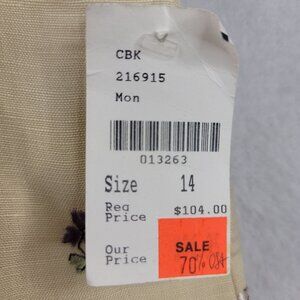 CBK
216915
Mon
013263
Size 14
Reg Price $104.00
Our Price SALE
70% Off